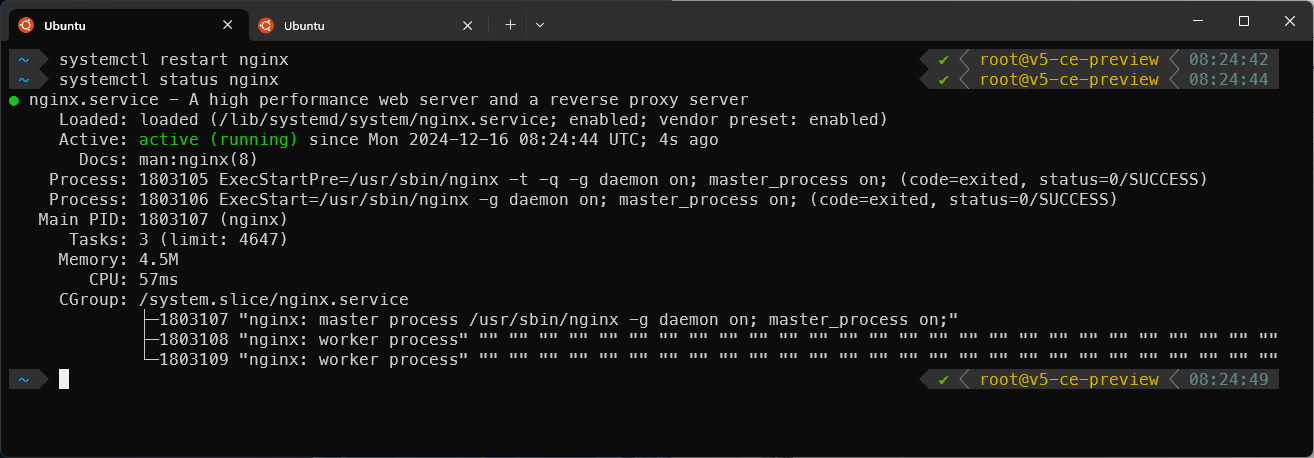 Ubuntu Ubuntu
~ systemctl restart nginx ✔ root@v5-ce-preview 08:24:42
~ systemctl status nginx ✔ root@v5-ce-preview 08:24:44
● nginx.service - A high performance web server and a reverse proxy server
Loaded: loaded (/lib/systemd/system/nginx.service; enabled; vendor preset: enabled)
Active: active (running) since Mon 2024-12-16 08:24:44 UTC; 4s ago
Docs: man:nginx(8)
Process: 1803105 ExecStartPre=/usr/sbin/nginx -t -q -g daemon on; master_process on; (code=exited, status=0/SUCCESS)
Process: 1803106 ExecStart=/usr/sbin/nginx -g daemon on; master_process on; (code=exited, status=0/SUCCESS)
Main PID: 1803107 (nginx)
Tasks: 3 (limit: 4647)
Memory: 4.5M
CPU: 57ms
CGroup: /system.slice/nginx.service
├─1803107 "nginx: master process /usr/sbin/nginx -g daemon on; master_process on;"
├─1803108 "nginx: worker process" "" "" "" "" "" "" "" "" "" "" "" "" "" "" "" "" "" "" "" "" "" "" "" "" "" "" ""
└─1803109 "nginx: worker process" "" "" "" "" "" "" "" "" "" "" "" "" "" "" "" "" "" "" "" "" "" "" "" "" "" "" ""
~ ✔ root@v5-ce-preview 08:24:49